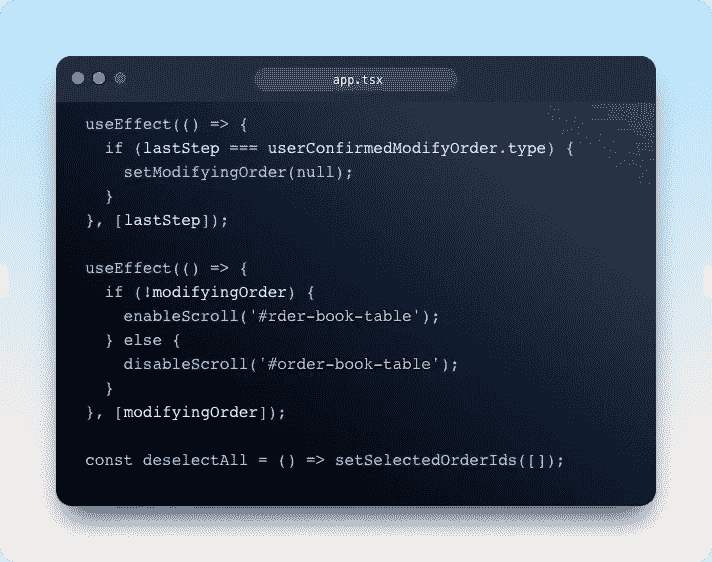 app.tsx
useEffect(() => {
  if (lastStep === userConfirmedModifyOrder.type) {
    setModifyingOrder(null);
  }
}, [lastStep]);

useEffect(() => {
  if (!modifyingOrder) {
    enableScroll('#rder-book-table');
  } else {
    disableScroll('#order-book-table');
  }
}, [modifyingOrder]);

const deselectAll = () => setSelectedOrderIds([]);